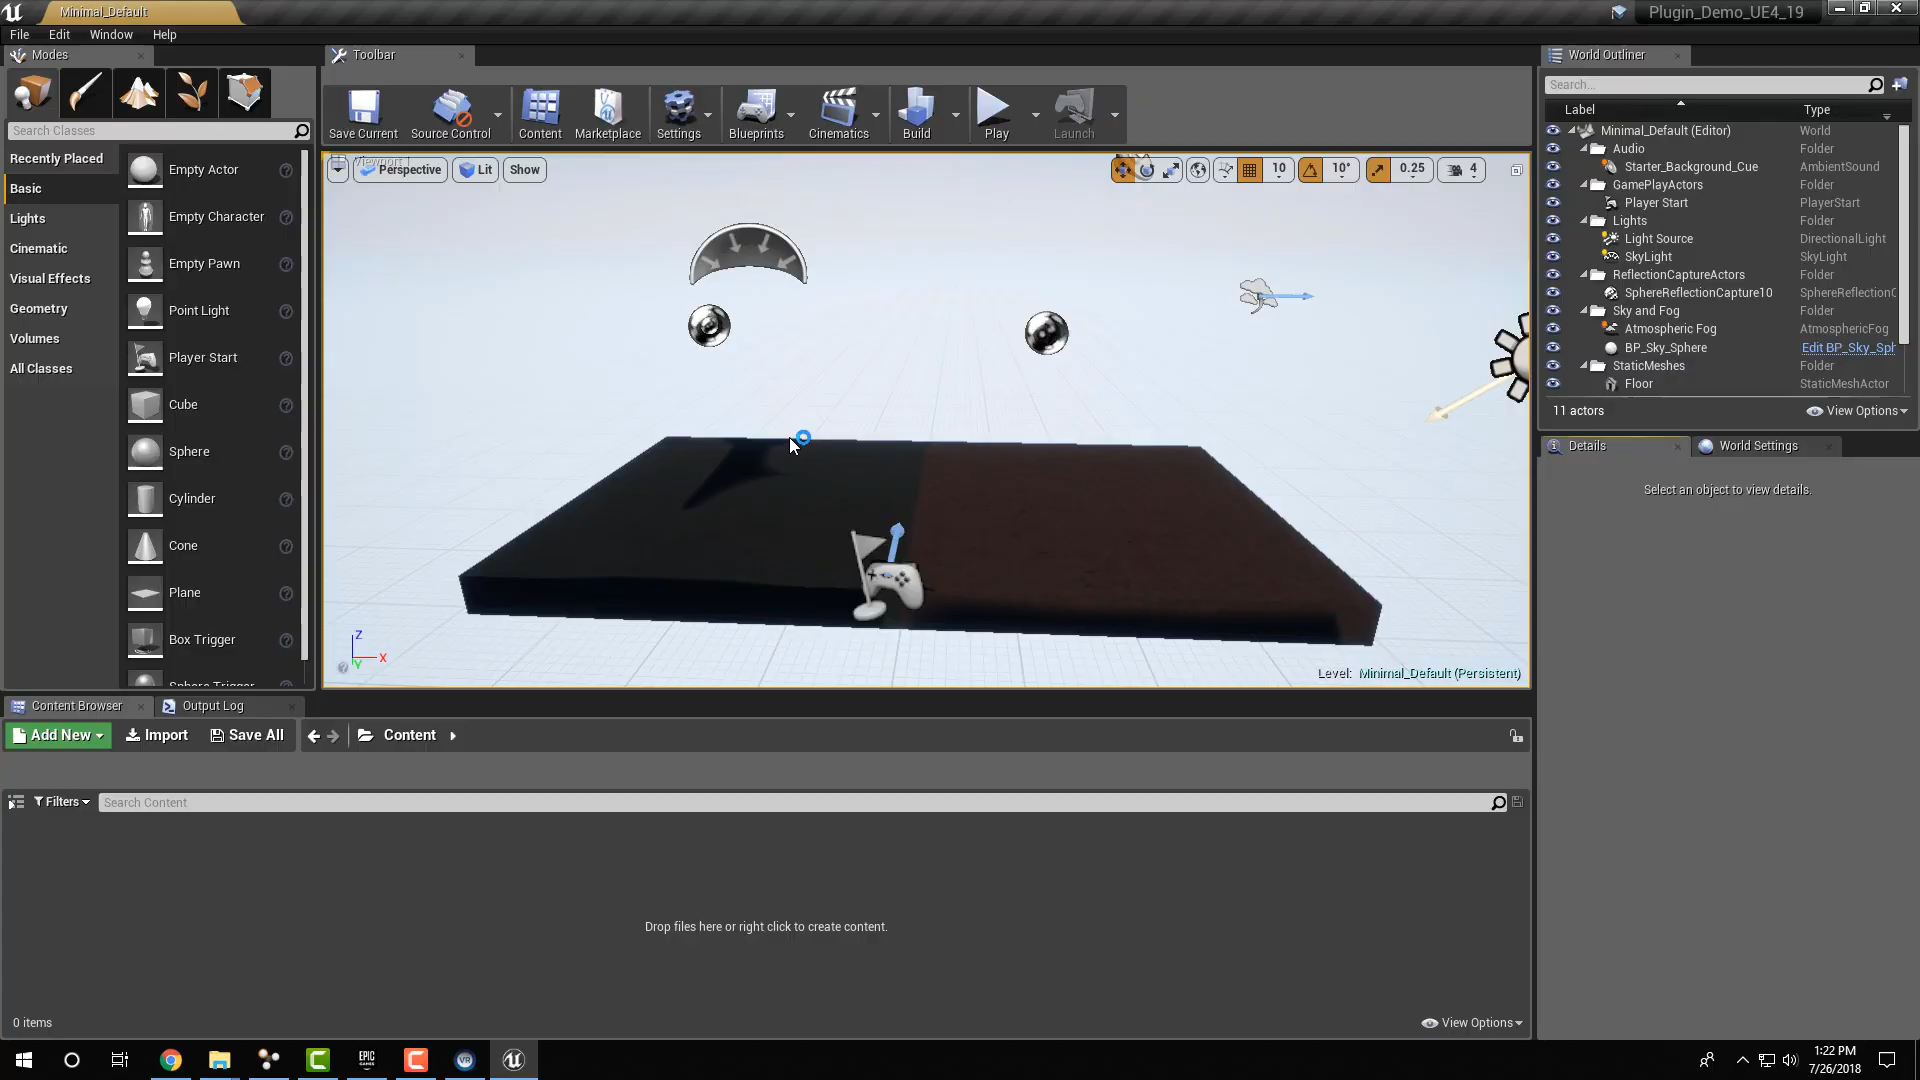 Minimal_Default
Plugin_Demo_UE4_19
File Edit Window Help
Modes
Toolbar
World Outliner
Search Classes
Recently Placed
Basic
Lights
Cinematic
Visual Effects
Geometry
Volumes
All Classes
Empty Actor
Empty Character
Empty Pawn
Point Light
Player Start
Cube
Sphere
Cylinder
Cone
Plane
Box Trigger
Sphere Trigger
Save Current
Source Control
Content
Marketplace
Settings
Blueprints
Cinematics
Build
Play
Launch
Viewport 1
Perspective
Lit
Show
10
10°
0.25
4
Z
X
Y
Level: Minimal_Default (Persistent)
Search...
Label Type
Minimal_Default (Editor) World
Audio Folder
Starter_Background_Cue AmbientSound
GamePlayActors Folder
Player Start PlayerStart
Lights Folder
Light Source DirectionalLight
SkyLight SkyLight
ReflectionCaptureActors Folder
SphereReflectionCapture10 SphereReflectionC
Sky and Fog Folder
Atmospheric Fog AtmosphericFog
BP_Sky_Sphere Edit BP_Sky_Sph
StaticMeshes Folder
Floor StaticMeshActor
11 actors
View Options
Details
World Settings
Select an object to view details.
Content Browser
Output Log
Add New
Import
Save All
Content
Filters
Search Content
Drop files here or right click to create content.
0 items
View Options
EPIC
GAMES
VR
1:22 PM
7/26/2018